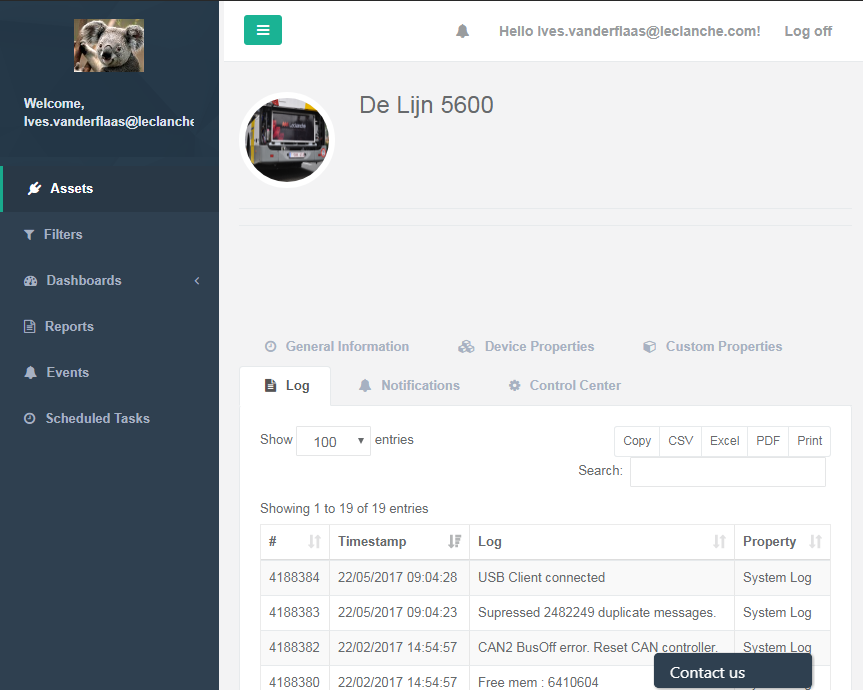 Hello Ives.vanderflaas@leclanche.com! Log off
Welcome,
Ives.vanderflaas@leclanche
Assets
Filters
Dashboards
Reports
Events
Scheduled Tasks
De Lijn 5600
General Information Device Properties Custom Properties
Log Notifications Control Center
Show 100 entries Copy CSV Excel PDF Print
Search:
Showing 1 to 19 of 19 entries
# Timestamp Log Property
4188384 22/05/2017 09:04:28 USB Client connected System Log
4188383 22/05/2017 09:04:23 Supressed 2482249 duplicate messages. System Log
4188382 22/02/2017 14:54:57 CAN2 BusOff error. Reset CAN controller. System Log
4188380 22/02/2017 14:54:57 Free mem : 6410604
Contact us